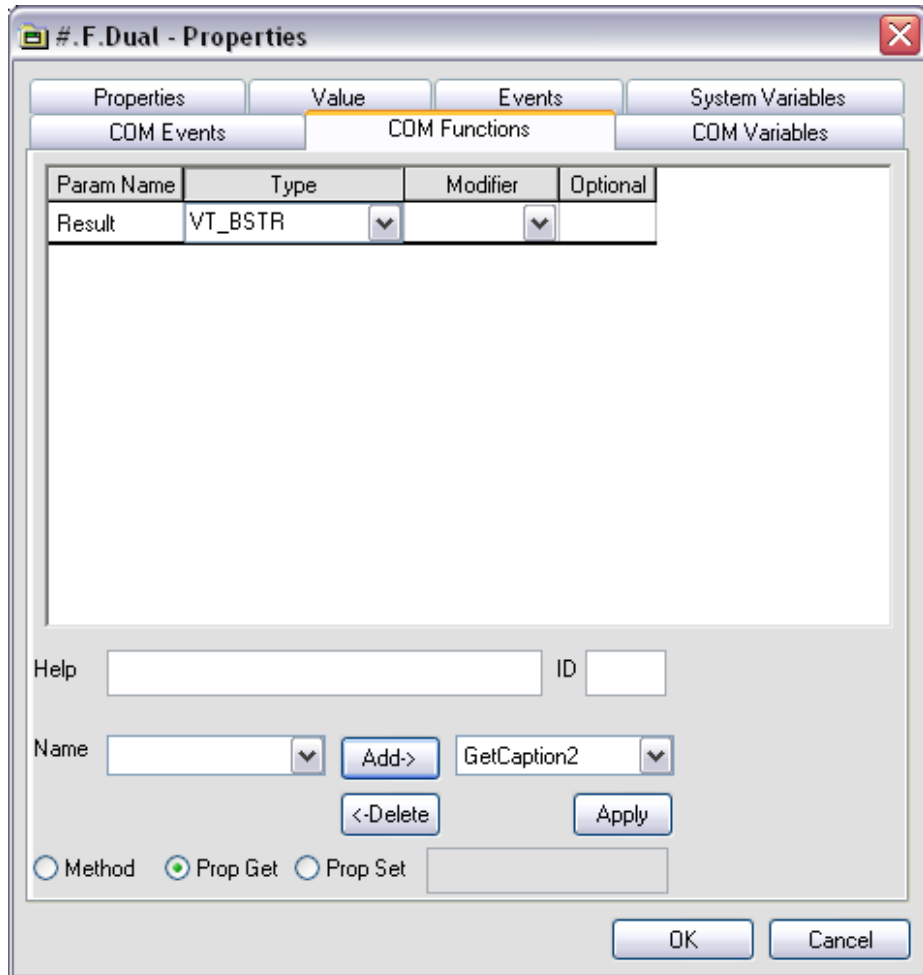 #.F.Dual - Properties
Properties Value Events System Variables
COM Events COM Functions COM Variables
Param Name Type Modifier Optional
Result VT_BSTR
Help ID
Name Add-> GetCaption2
<-Delete Apply
Method Prop Get Prop Set
OK Cancel